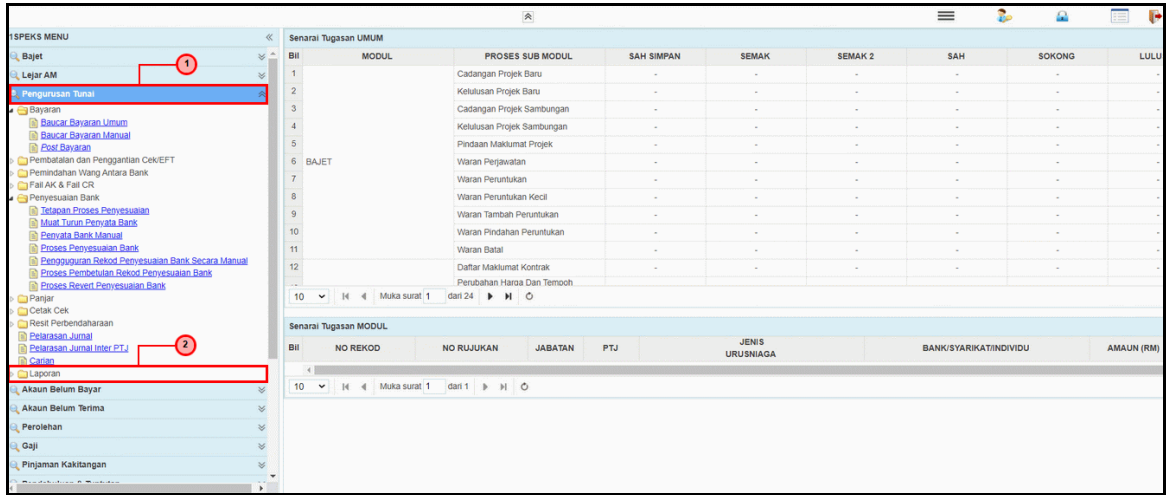 1SPEKS MENU
Bajet
1
Lejar AM
Pengurusan Tunai
Bayaran
Baucar Bayaran Umum
Baucar Bayaran Manual
Post Bayaran
Pembatalan dan Penggantian Cek/EFT
Pemindahan Wang Antara Bank
Fail AK & Fail CR
Penyesuaian Bank
Tetapan Proses Penyesuaian
Muat Turun Penyata Bank
Penyata Bank Manual
Proses Penyesuaian Bank
Pengguguran Rekod Penyesuaian Bank Secara Manual
Proses Pembetulan Rekod Penyesuaian Bank
Proses Revert Penyesuaian Bank
Panjar
Cetak Cek
Resit Perbendaharaan
Pelarasan Jurnal
Pelarasan Jurnal Inter PTJ
2
Carian
Laporan
Akaun Belum Bayar
Akaun Belum Terima
Perolehan
Gaji
Pinjaman Kakitangan
Senarai Tugasan UMUM
Bil MODUL PROSES SUB MODUL SAH SIMPAN SEMAK SEMAK 2 SAH SOKONG LULU
1 Cadangan Projek Baru - - - - - -
2 Kelulusan Projek Baru - - - - - -
3 Cadangan Projek Sambungan - - - - - -
4 Kelulusan Projek Sambungan - - - - - -
5 Pindaan Maklumat Projek - - - - - -
6 BAJET Waran Perjawatan - - - - - -
7 Waran Peruntukan - - - - - -
8 Waran Peruntukan Kecil - - - - - -
9 Waran Tambah Peruntukan - - - - - -
10 Waran Pindahan Peruntukan - - - - - -
11 Waran Batal - - - - - -
12 Daftar Maklumat Kontrak - - - - - -
Perubahan Harga Dan Tempoh
10 Muka surat 1 dari 24
Senarai Tugasan MODUL
Bil NO REKOD NO RUJUKAN JABATAN PTJ JENIS URUSNIAGA BANK/SYARIKAT/INDIVIDU AMAUN (RM)
10 Muka surat 1 dari 1